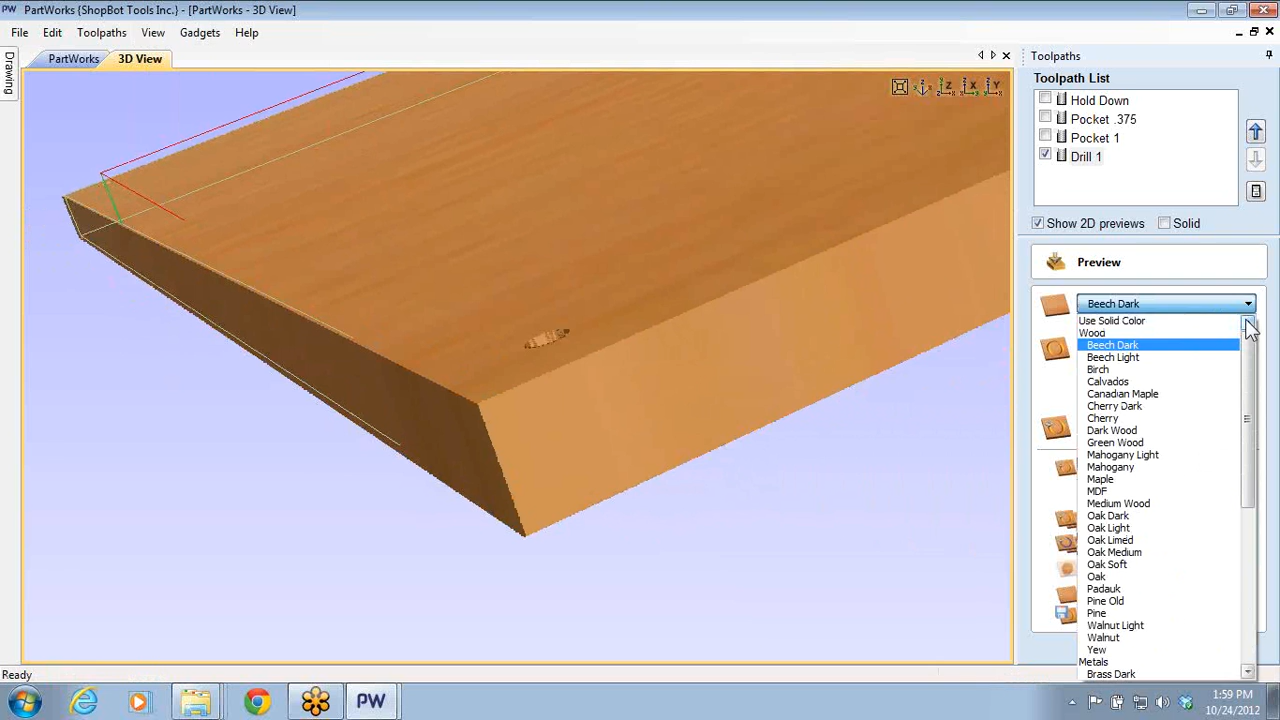 PW PartWorks {ShopBot Tools Inc.} - [PartWorks - 3D View]
File Edit Toolpaths View Gadgets Help
PartWorks 3D View
Drawing
Toolpaths
Toolpath List
Hold Down
Pocket .375
Pocket 1
Drill 1
Show 2D previews Solid
Preview
Beech Dark
Use Solid Color
Wood
Beech Dark
Beech Light
Birch
Calvados
Canadian Maple
Cherry Dark
Cherry
Dark Wood
Green Wood
Mahogany Light
Mahogany
Maple
MDF
Medium Wood
Oak Dark
Oak Light
Oak Limed
Oak Medium
Oak Soft
Oak
Padauk
Pine Old
Pine
Walnut Light
Walnut
Yew
Metals
Brass Dark
Ready
PW
1:59 PM
10/24/2012